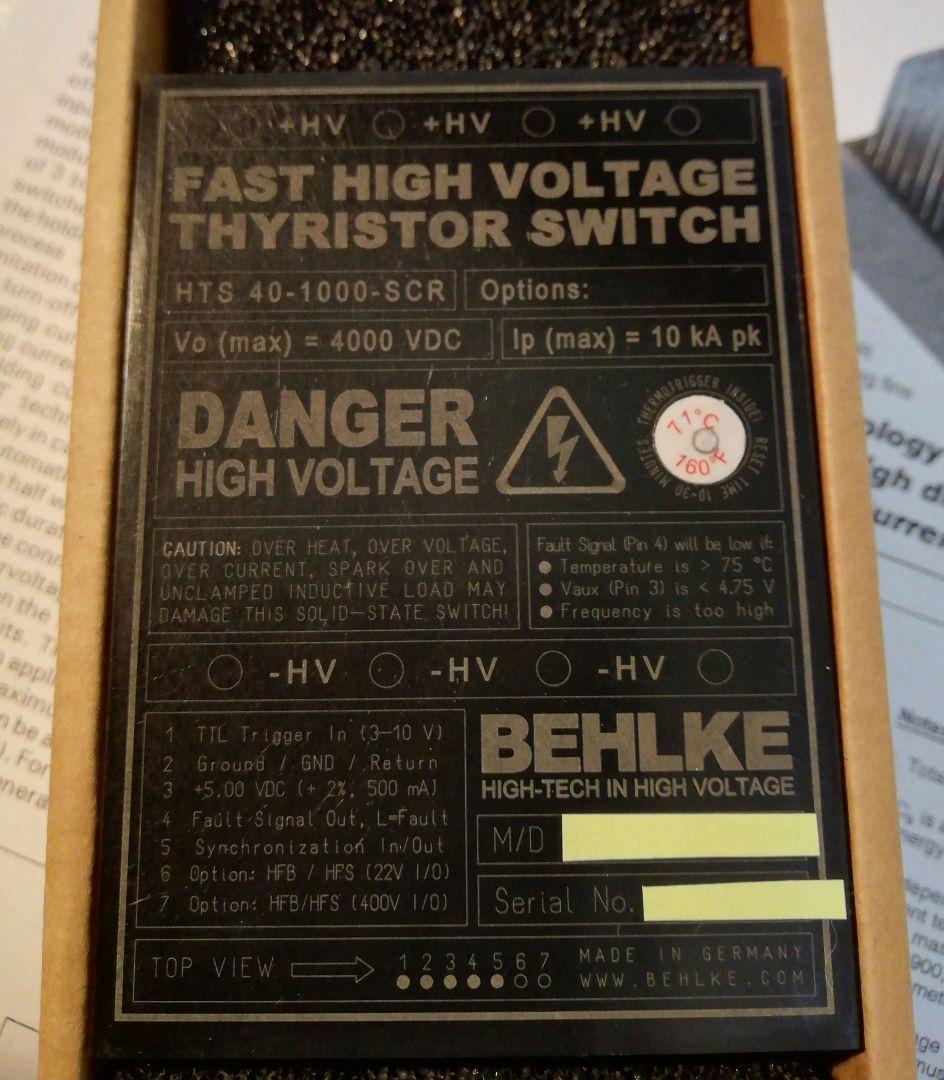 +HV +HV +HV
FAST HIGH VOLTAGE
THYRISTOR SWITCH
HTS 40-1000-SCR Options:
Vo (max) = 4000 VDC Ip (max) = 10 kA pk
DANGER
HIGH VOLTAGE
THERMOTRIGGER INSIDE! RESET TIME 10-30 MINUTES
71°C
160°F
CAUTION: OVER HEAT, OVER VOLTAGE,
OVER CURRENT, SPARK OVER AND
UNCLAMPED INDUCTIVE LOAD MAY
DAMAGE THIS SOLID-STATE SWITCH!
Fault Signal (Pin 4) will be low if:
● Temperature is > 75 °C
● Vaux (Pin 3) is < 4.75 V
● Frequency is too high
-HV -HV -HV
1 TTL Trigger In (3-10 V)
2 Ground / GND / Return
3 +5.00 VDC (+ 2%, 500 mA)
4 Fault Signal Out, L=Fault
5 Synchronization In/Out
6 Option: HFB / HFS (22V I/O)
7 Option: HFB/HFS (400V I/O)
BEHLKE
HIGH-TECH IN HIGH VOLTAGE
M/D
Serial No.
TOP VIEW 1 2 3 4 5 6 7
MADE IN GERMANY
WWW.BEHLKE.COM